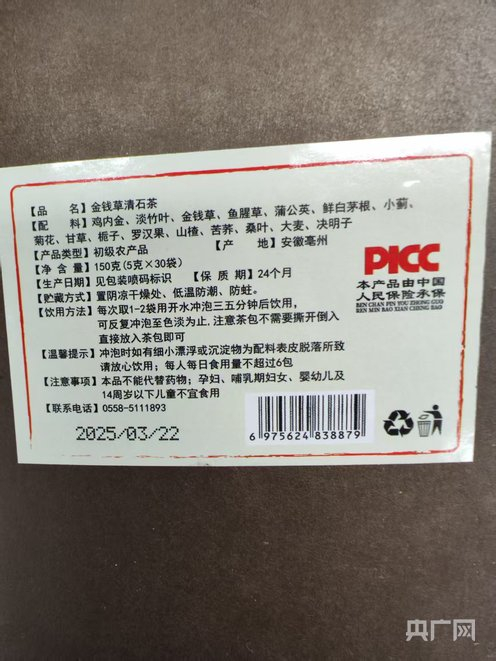 【品 名】金钱草清石茶
【配 料】鸡内金、淡竹叶、金钱草、鱼腥草、蒲公英、鲜白茅根、小蓟、
菊花、甘草、栀子、罗汉果、山楂、苦荞、桑叶、大麦、决明子
【产品类型】初级农产品 【产 地】安徽亳州
【净 含 量】150克(5克×30袋)
【生产日期】见包装喷码标识 【保 质 期】24个月
【贮藏方式】置阴凉干燥处、低温防潮、防蛀。
【饮用方法】每次取1-2袋用开水冲泡三五分钟后饮用,
可反复冲泡至色淡为止,注意茶包不需要撕开倒入
直接放入茶包即可
【温馨提示】冲泡时如有细小漂浮或沉淀物为配料表皮脱落所致
请放心饮用；每人每日食用量不超过6包
【注意事项】本品不能代替药物；孕妇、哺乳期妇女、婴幼儿及
14周岁以下儿童不宜食用
【联系电话】0558-5111893
2025/03/22
6 975624 838879
PICC
本产品由中国
人民保险承保
BEN CHAN PIN YOU ZHONG GUO
REN MIN BAO XIAN CHENG BAO
央广网